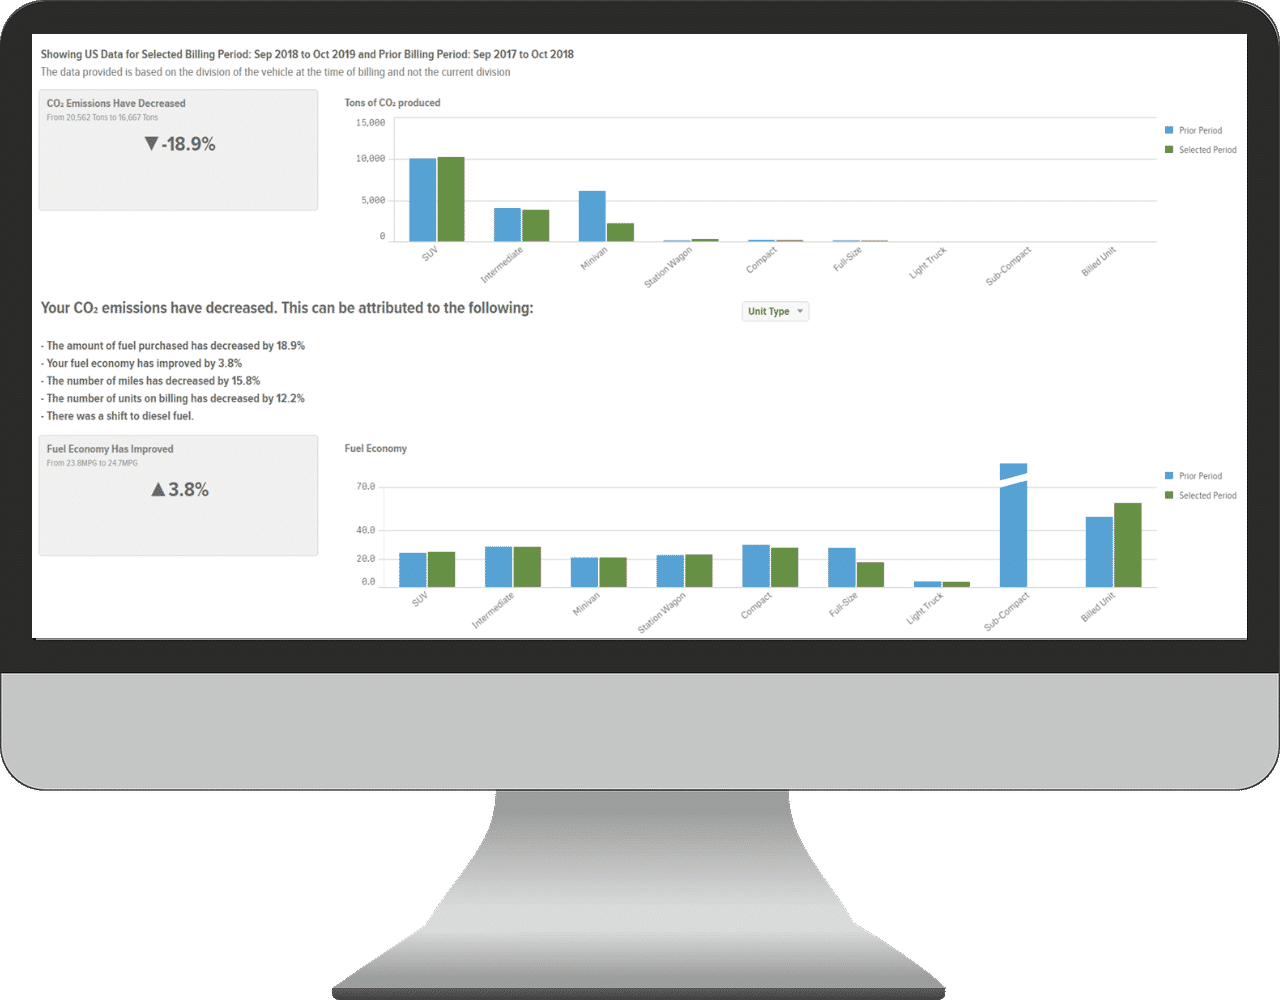 Showing US Data for Selected Billing Period: Sep 2018 to Oct 2019 and Prior Billing Period: Sep 2017 to Oct 2018
The data provided is based on the division of the vehicle at the time of billing and not the current division
CO₂ Emissions Have Decreased
From 20,562 Tons to 16,667 Tons
▼-18.9%
Tons of CO₂ produced
15,000
10,000
5,000
0
SUV
Intermediate
Minivan
Station Wagon
Compact
Full-Size
Light Truck
Sub-Compact
Billed Unit
Prior Period
Selected Period
Your CO₂ emissions have decreased. This can be attributed to the following:
Unit Type
- The amount of fuel purchased has decreased by 18.9%
- Your fuel economy has improved by 3.8%
- The number of miles has decreased by 15.8%
- The number of units on billing has decreased by 12.2%
- There was a shift to diesel fuel.
Fuel Economy Has Improved
From 23.8MPG to 24.7MPG
▲3.8%
Fuel Economy
70.0
40.0
20.0
0.0
SUV
Intermediate
Minivan
Station Wagon
Compact
Full-Size
Light Truck
Sub-Compact
Billed Unit
Prior Period
Selected Period